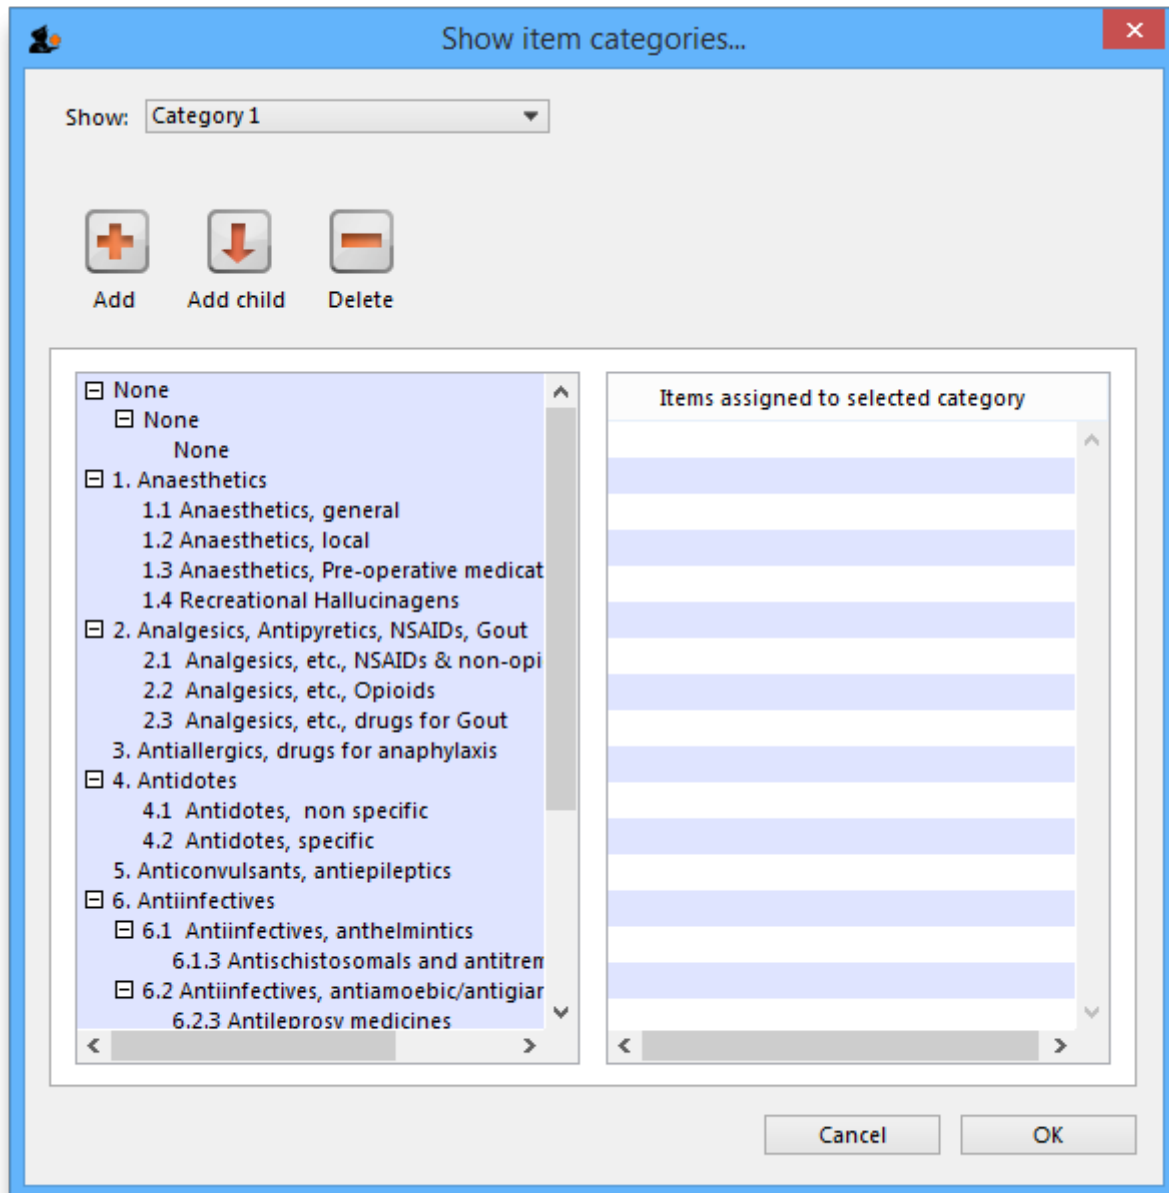 Show item categories...
Show: Category 1
Add Add child Delete
None
None
None
1. Anaesthetics
1.1 Anaesthetics, general
1.2 Anaesthetics, local
1.3 Anaesthetics, Pre-operative medicat
1.4 Recreational Hallucinagens
2. Analgesics, Antipyretics, NSAIDs, Gout
2.1  Analgesics, etc., NSAIDs & non-opi
2.2  Analgesics, etc., Opioids
2.3  Analgesics, etc., drugs for Gout
3. Antiallergics, drugs for anaphylaxis
4. Antidotes
4.1  Antidotes,  non specific
4.2  Antidotes, specific
5. Anticonvulsants, antiepileptics
6. Antiinfectives
6.1  Antiinfectives, anthelmintics
6.1.3 Antischistosomals and antitrem
6.2 Antiinfectives, antiamoebic/antigiar
6.2.3 Antileprosy medicines
Items assigned to selected category
Cancel OK